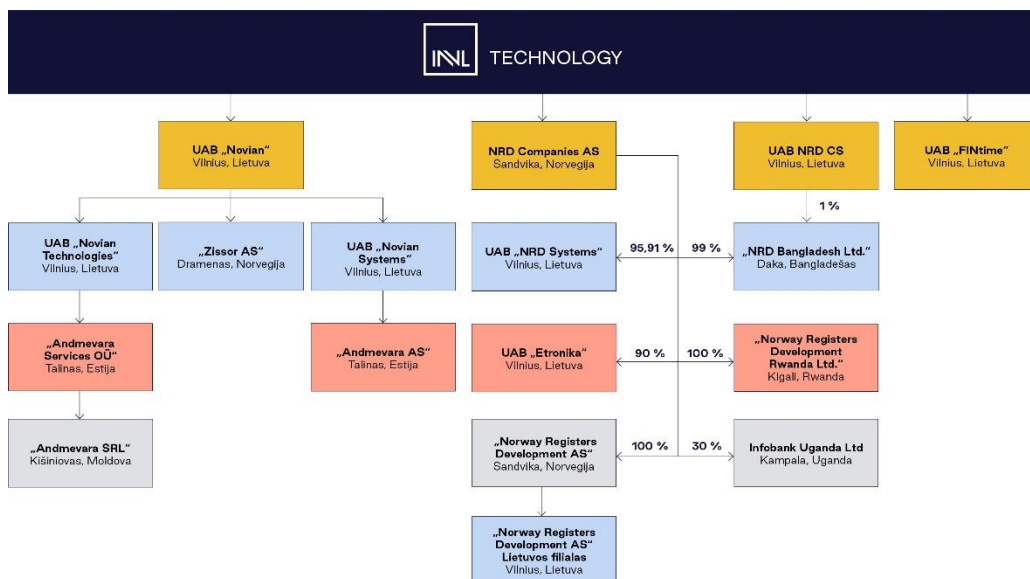 INVL TECHNOLOGY
UAB „Novian“
Vilnius, Lietuva
NRD Companies AS
Sandvika, Norvegija
UAB NRD CS
Vilnius, Lietuva
UAB „FINtime“
Vilnius, Lietuva
1 %
UAB „Novian
Technologies“
Vilnius, Lietuva
„Zissor AS“
Dramenas, Norvegija
UAB „Novian
Systems“
Vilnius, Lietuva
UAB „NRD Systems“
Vilnius, Lietuva
95,91 %
99 %
„NRD Bangladesh Ltd.“
Daka, Bangladešas
„Andmevara
Services OÜ“
Talinas, Estija
„Andmevara AS“
Talinas, Estija
UAB „Etronika“
Vilnius, Lietuva
90 %
100 %
„Norway Registers
Development
Rwanda Ltd.“
Kigali, Rwanda
„Andmevara SRL“
Kišiniovas, Moldova
„Norway Registers
Development AS“
Sandvika, Norvegija
100 %
30 %
Infobank Uganda Ltd
Kampala, Uganda
„Norway Registers
Development AS“
Lietuvos filialas
Vilnius, Lietuva